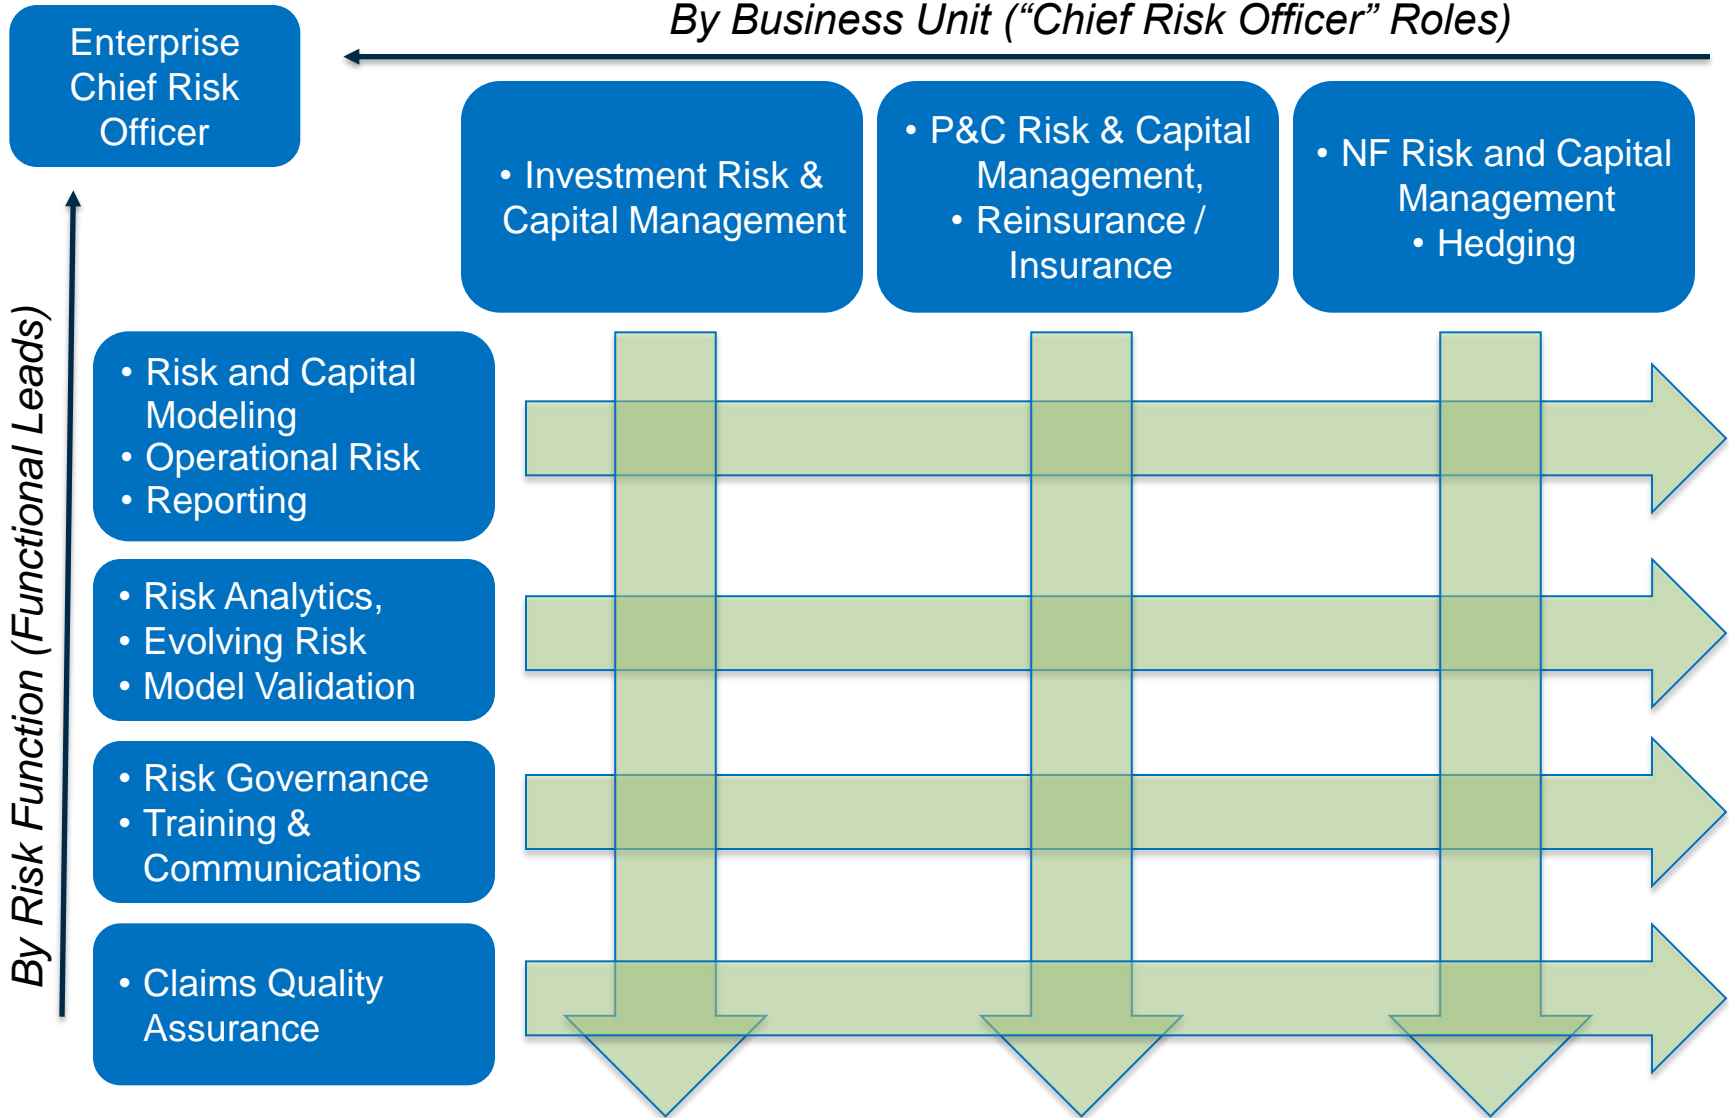 By Business Unit (“Chief Risk Officer” Roles)
Enterprise
Chief Risk
Officer
• Investment Risk &
Capital Management
• P&C Risk & Capital
Management,
• Reinsurance /
Insurance
• NF Risk and Capital
Management
• Hedging
By Risk Function (Functional Leads)
• Risk and Capital
Modeling
• Operational Risk
• Reporting
• Risk Analytics,
• Evolving Risk
• Model Validation
• Risk Governance
• Training &
Communications
• Claims Quality
Assurance